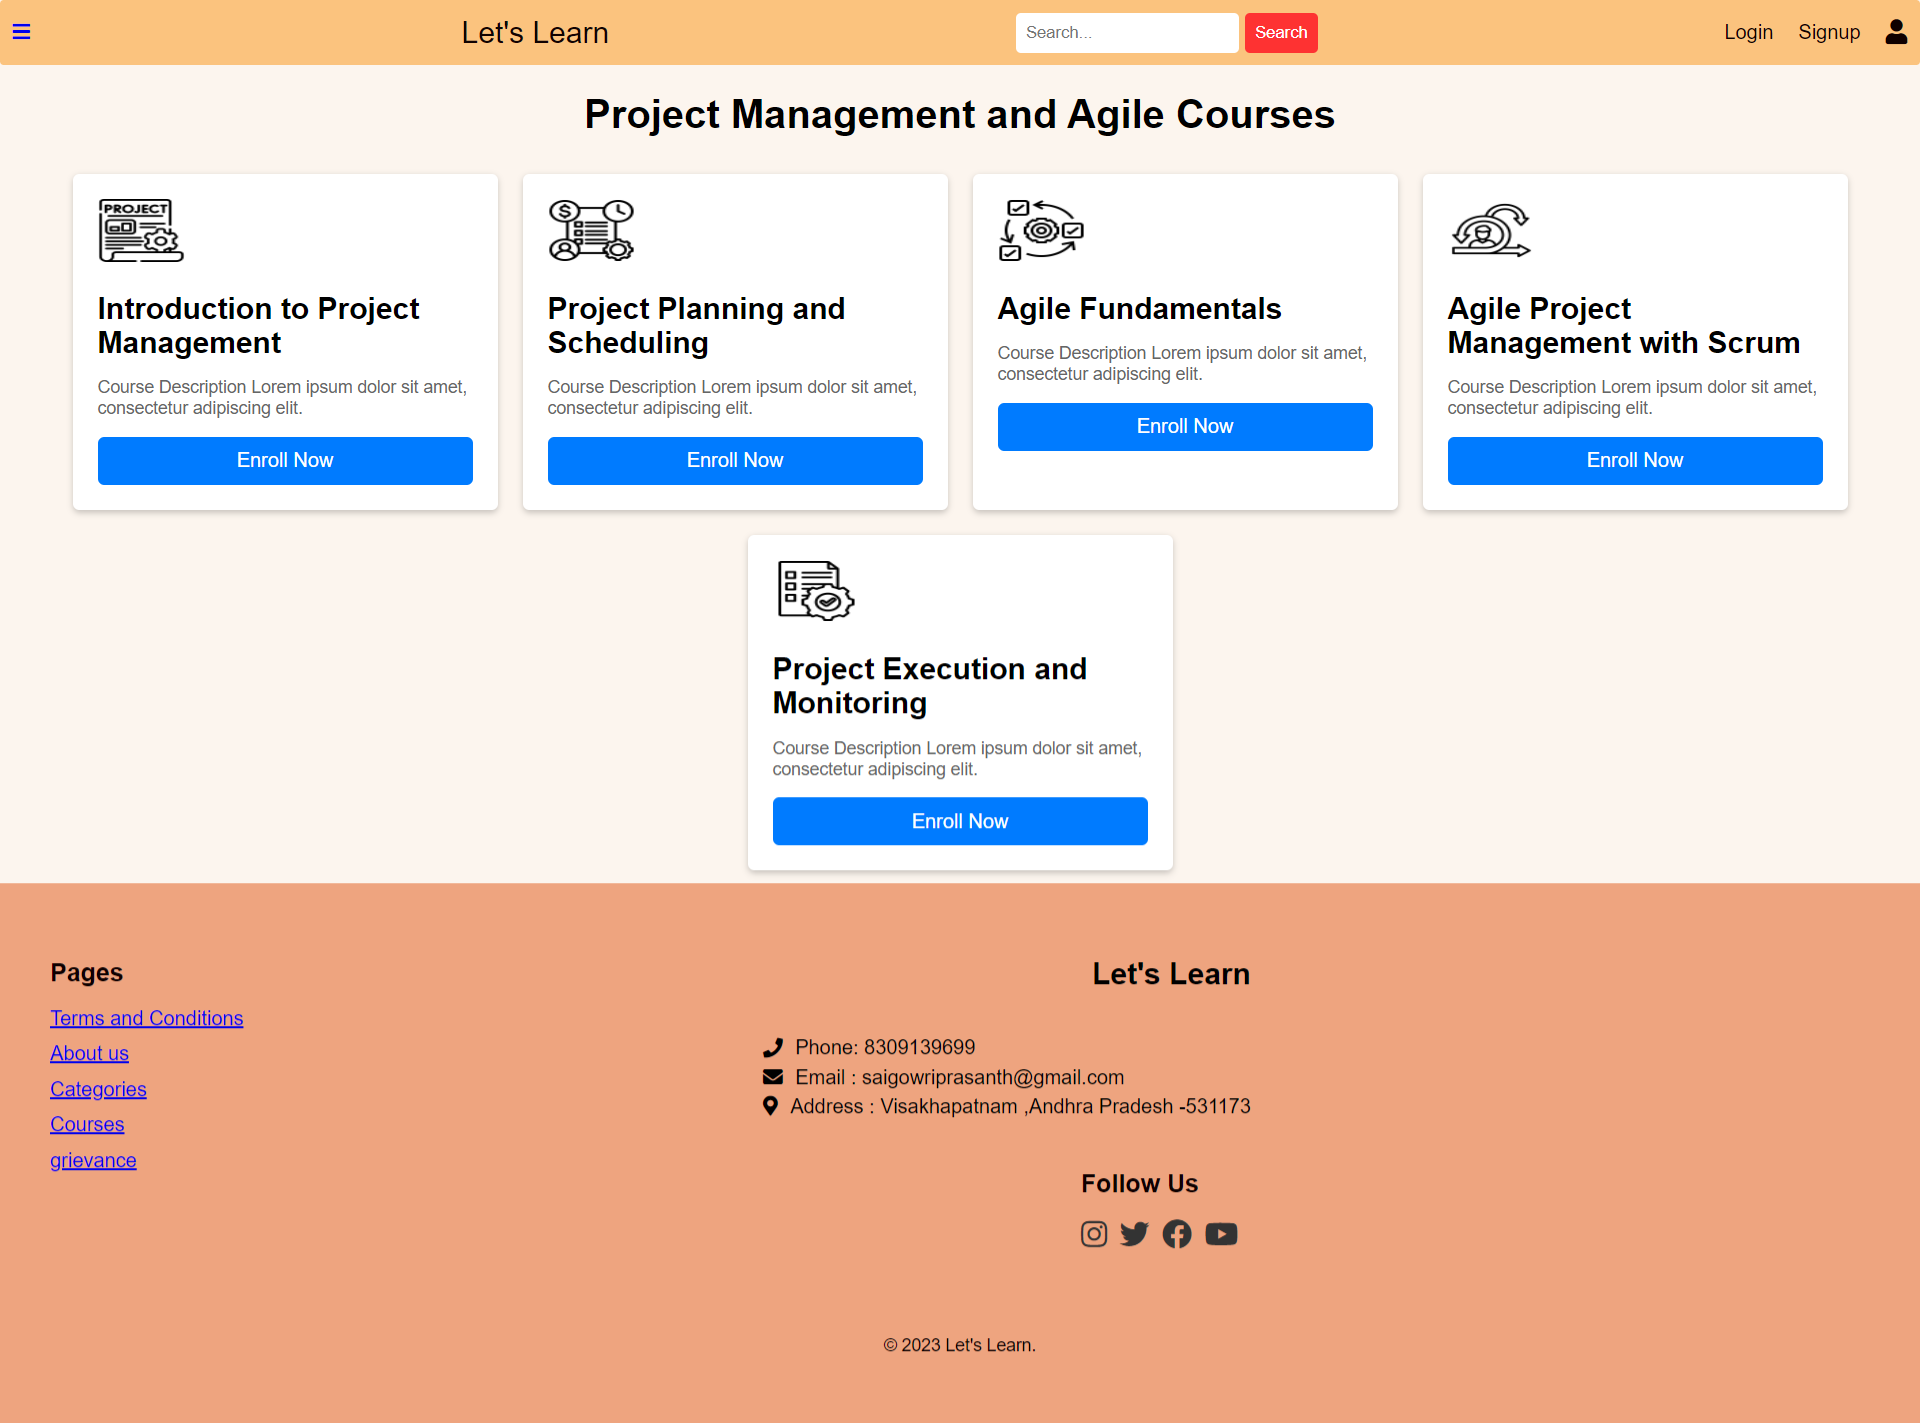 Let's Learn
Search...
Search
Login
Signup
Project Management and Agile Courses
PROJECT
Introduction to Project
Management
Course Description Lorem ipsum dolor sit amet,
consectetur adipiscing elit.
Enroll Now
$
Project Planning and
Scheduling
Course Description Lorem ipsum dolor sit amet,
consectetur adipiscing elit.
Enroll Now
Agile Fundamentals
Course Description Lorem ipsum dolor sit amet,
consectetur adipiscing elit.
Enroll Now
Agile Project
Management with Scrum
Course Description Lorem ipsum dolor sit amet,
consectetur adipiscing elit.
Enroll Now
Project Execution and
Monitoring
Course Description Lorem ipsum dolor sit amet,
consectetur adipiscing elit.
Enroll Now
Pages
Terms and Conditions
About us
Categories
Courses
grievance
Let's Learn
Phone: 8309139699
Email : saigowriprasanth@gmail.com
Address : Visakhapatnam ,Andhra Pradesh -531173
Follow Us
© 2023 Let's Learn.